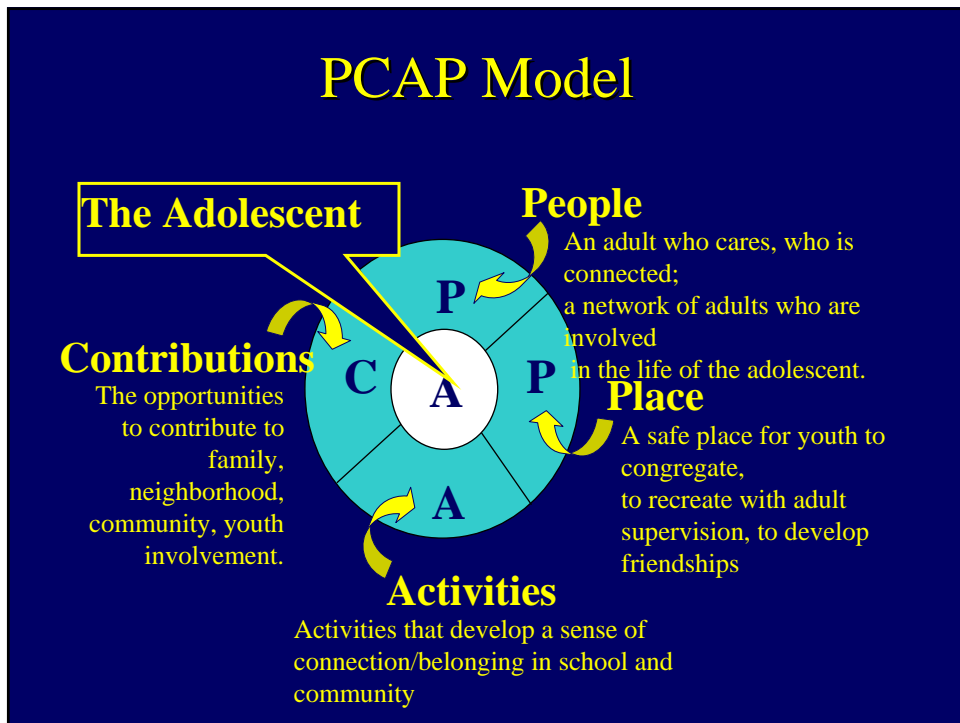 PCAP Model
The Adolescent
People
An adult who cares, who is
connected;
a network of adults who are
involved
in the life of the adolescent.
P
Contributions
The opportunities
to contribute to
family,
neighborhood,
community, youth
involvement.
C
A
P
Place
A safe place for youth to
congregate,
to recreate with adult
supervision, to develop
friendships
A
Activities
Activities that develop a sense of
connection/belonging in school and
community